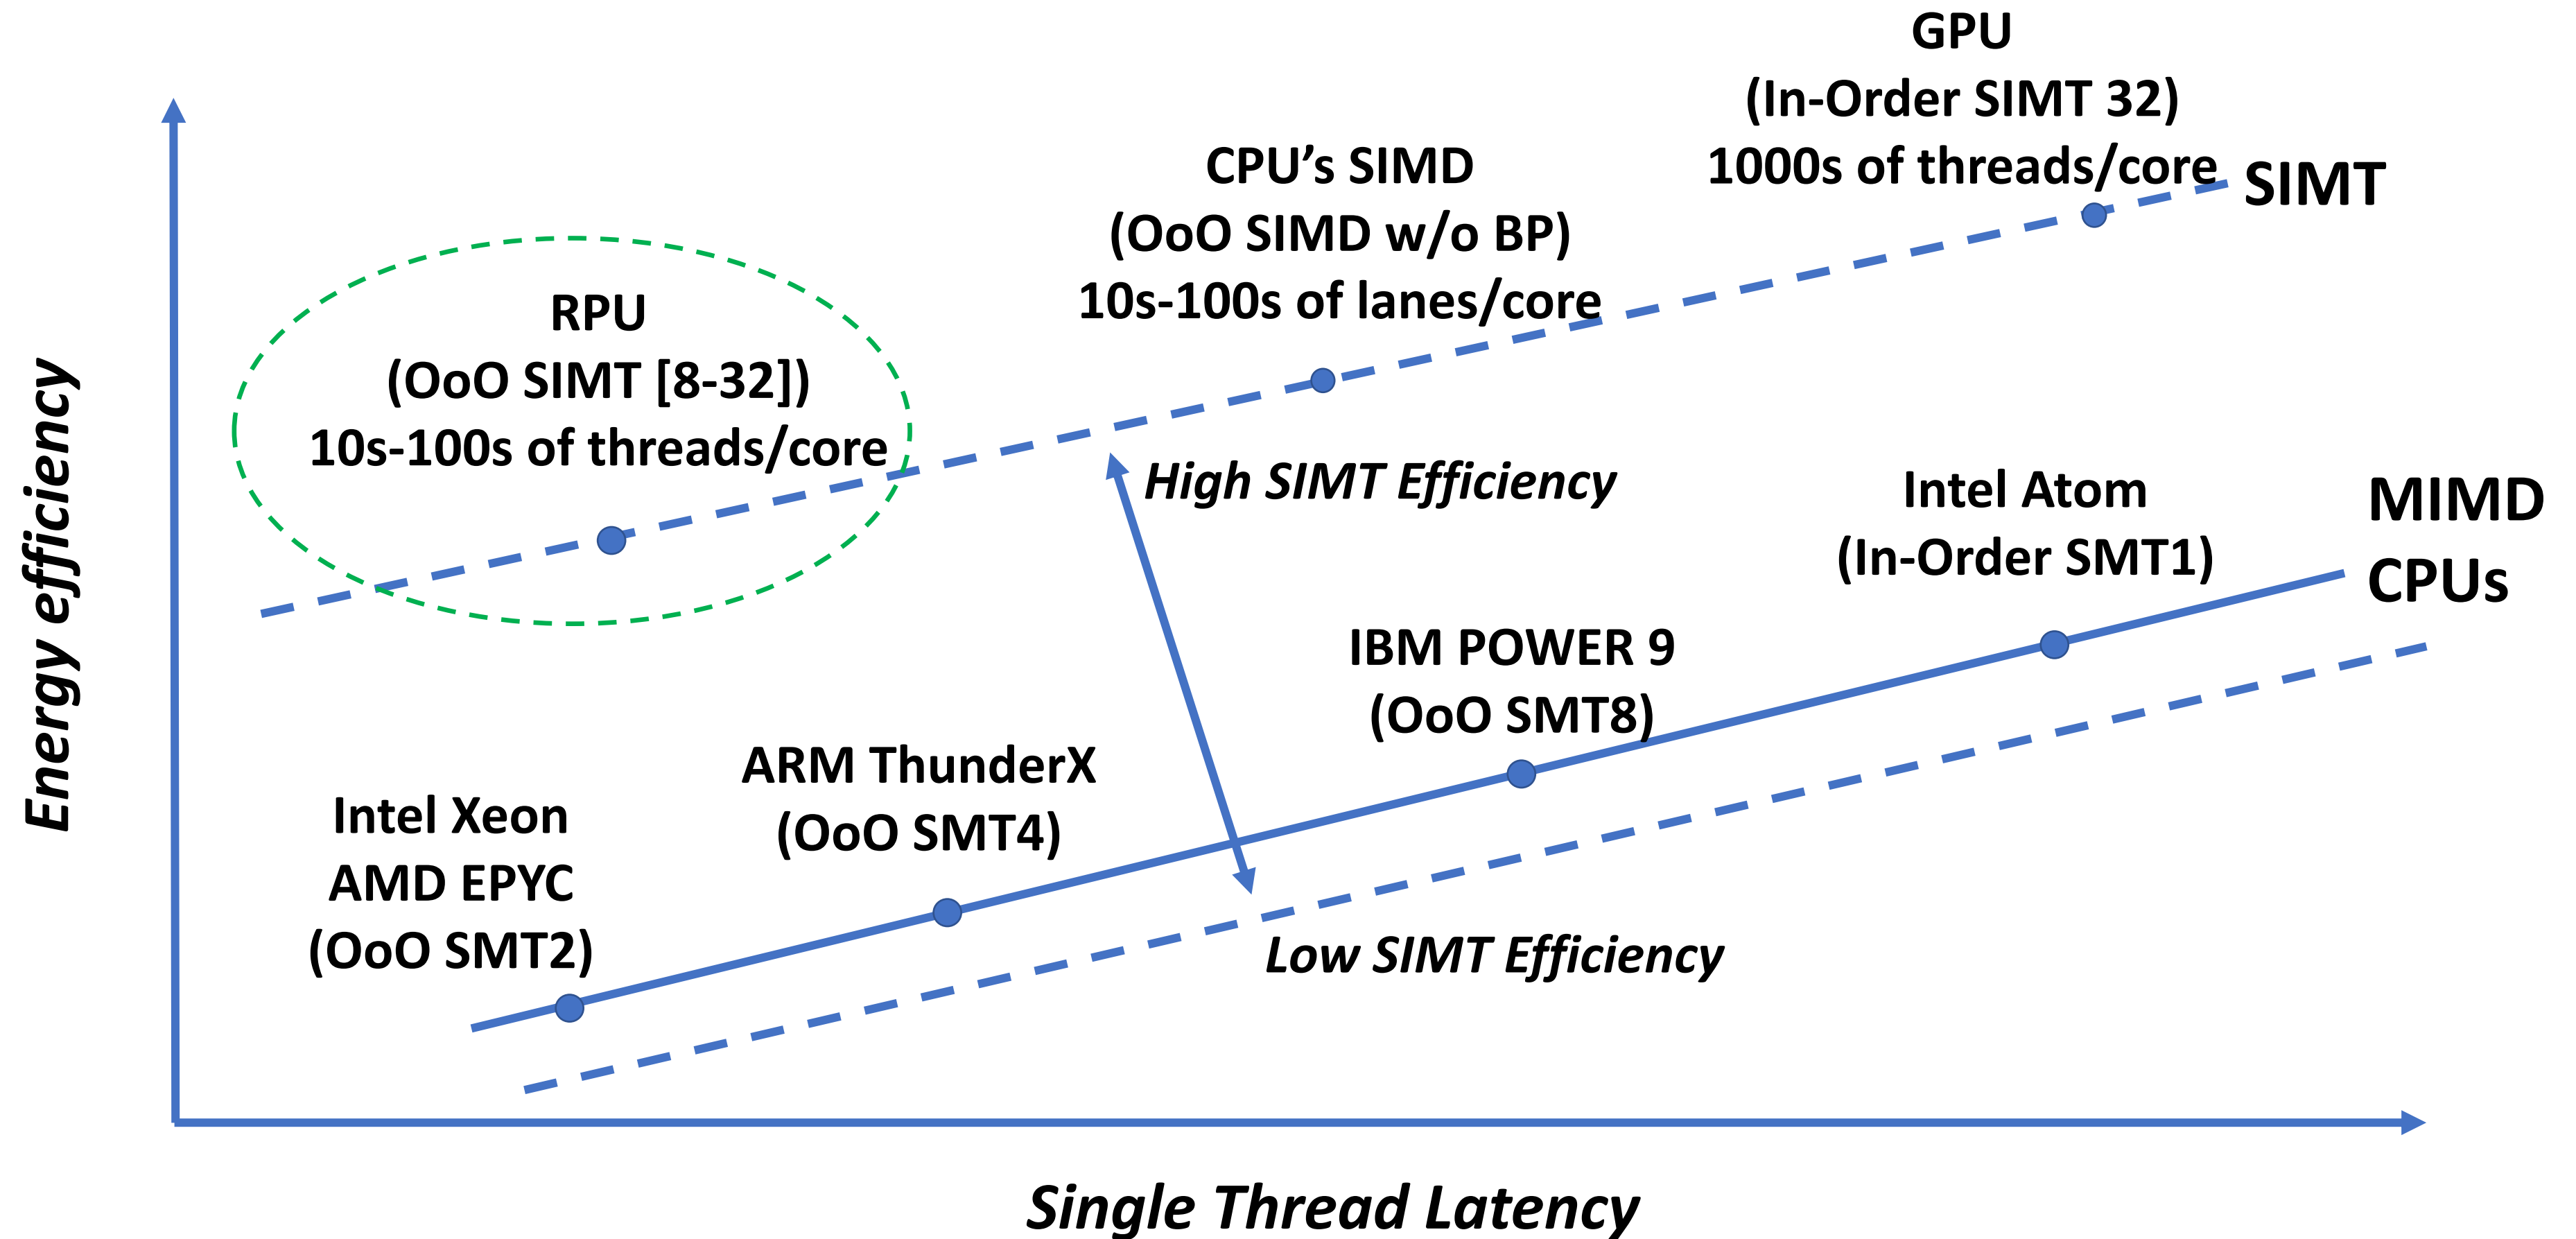 GPU
(In-Order SIMT 32)
1000s of threads/core
SIMT
CPU’s SIMD
(OoO SIMD w/o BP)
10s-100s of lanes/core
RPU
(OoO SIMT [8-32])
10s-100s of threads/core
High SIMT Efficiency
Intel Atom
(In-Order SMT1)
MIMD
CPUs
IBM POWER 9
(OoO SMT8)
ARM ThunderX
(OoO SMT4)
Intel Xeon
AMD EPYC
(OoO SMT2)
Low SIMT Efficiency
Energy efficiency
Single Thread Latency